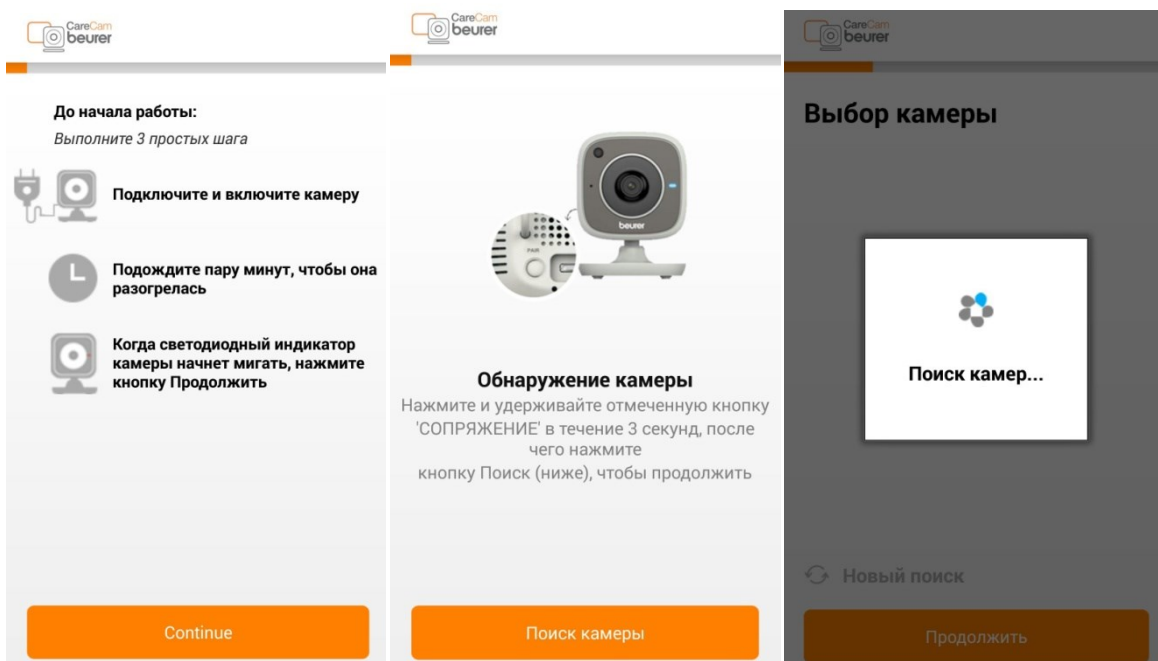 CareCam
beurer
До начала работы:
Выполните 3 простых шага
Подключите и включите камеру
Подождите пару минут, чтобы она
разогрелась
Когда светодиодный индикатор
камеры начнет мигать, нажмите
кнопку Продолжить
Continue
CareCam
beurer
beurer
PAIR
Обнаружение камеры
Нажмите и удерживайте отмеченную кнопку
'СОПРЯЖЕНИЕ' в течение 3 секунд, после
чего нажмите
кнопку Поиск (ниже), чтобы продолжить
Поиск камеры
CareCam
beurer
Выбор камеры
Поиск камер...
Новый поиск
Продолжить